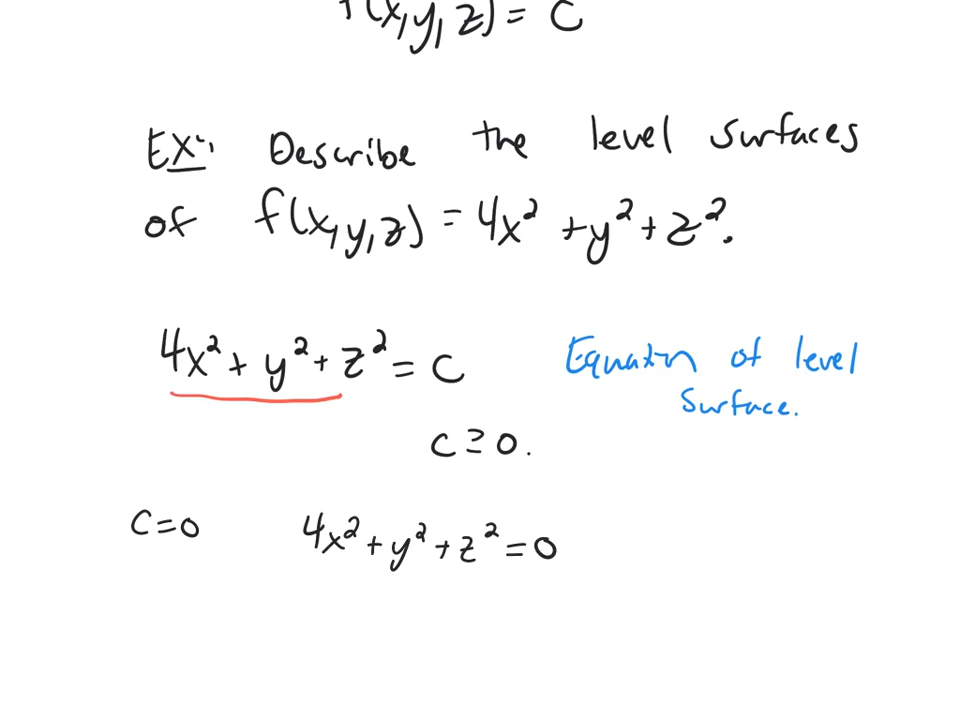 f(x,y,z) = C
Ex: Describe the level surfaces
of f(x,y,z) = 4x² + y² + z².
4x² + y² + z² = C
Equation of level
surface.
C ≥ 0.
C=0 4x² + y² + z² = 0